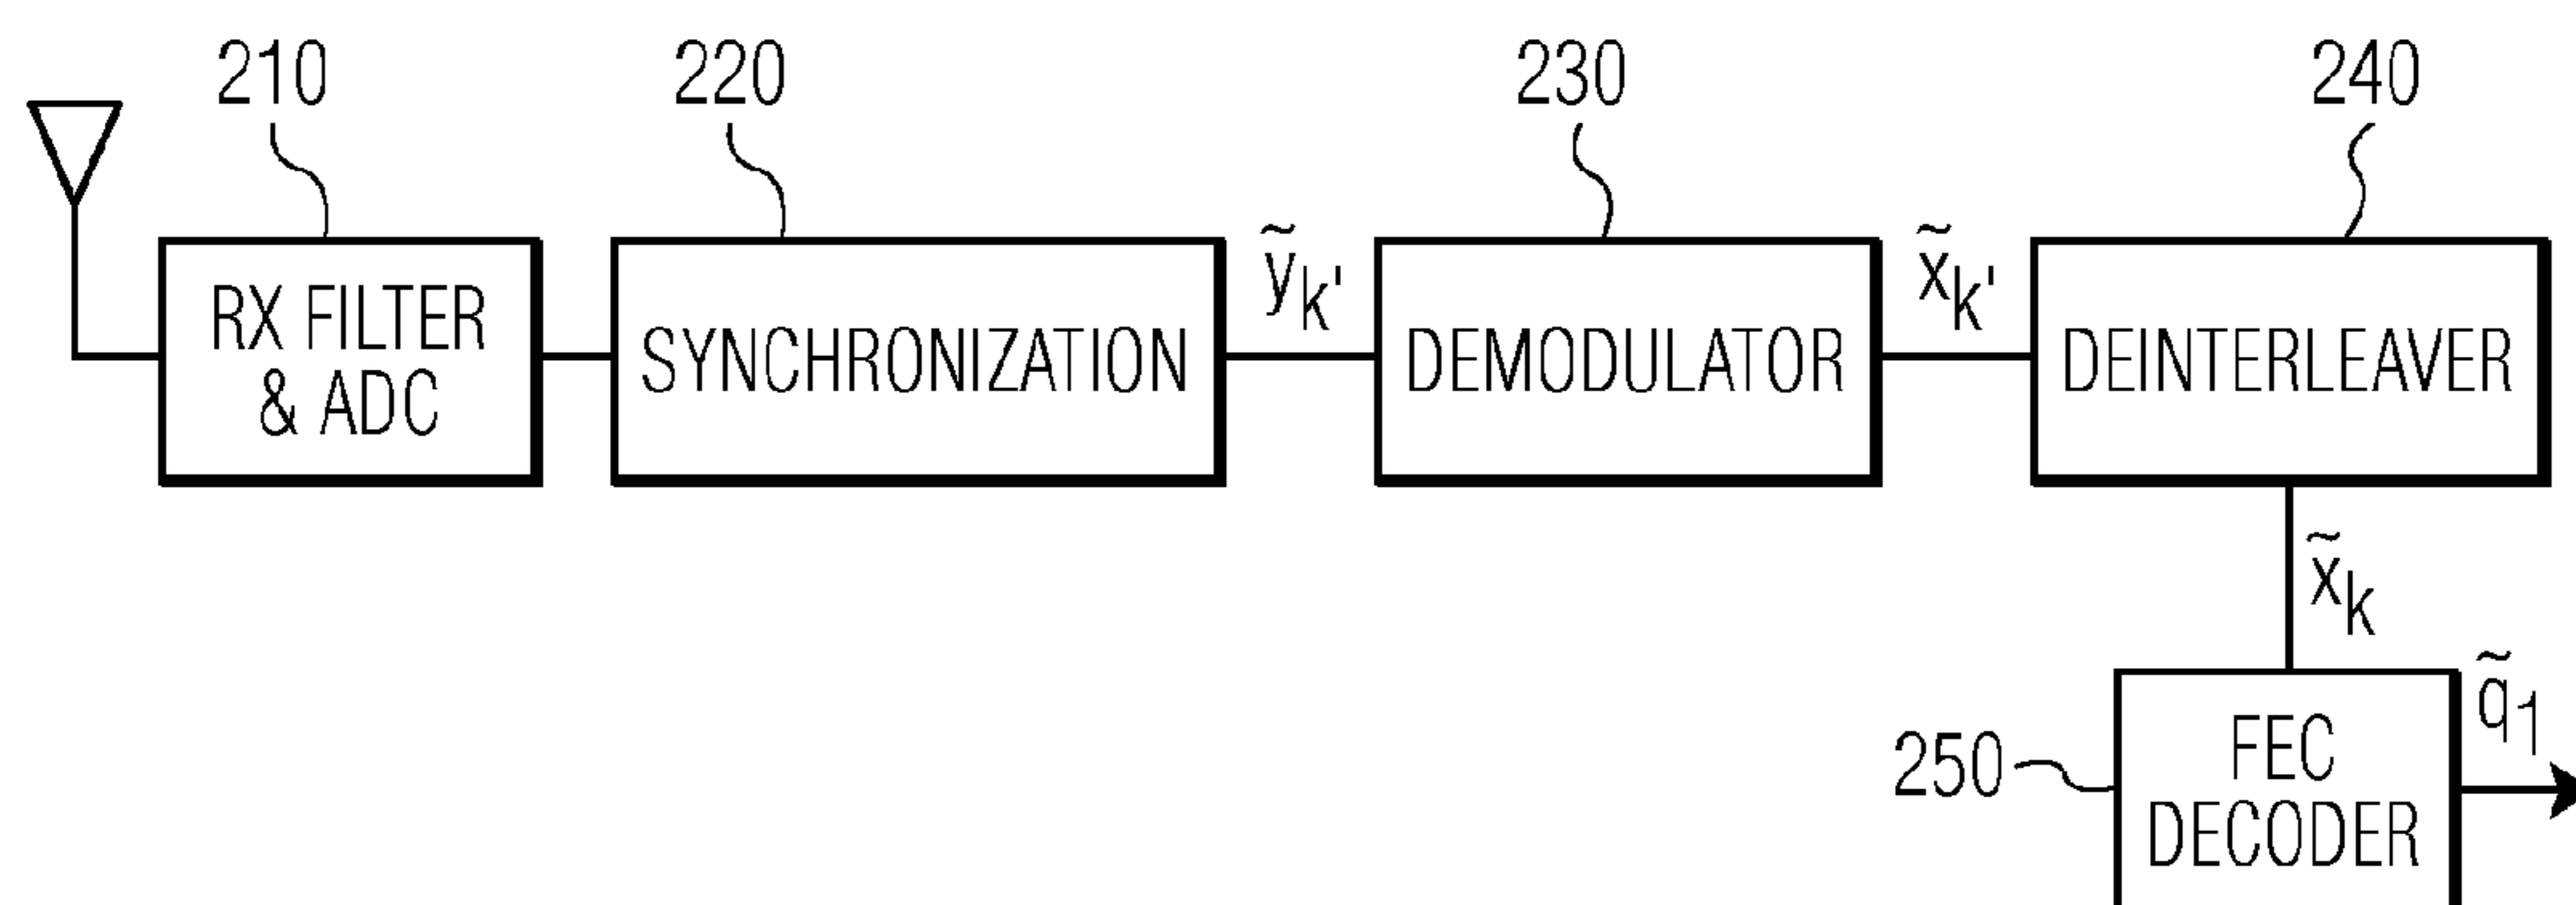 210
220
230
240
RX FILTER
& ADC
SYNCHRONIZATION
ỹk'
DEMODULATOR
x̃k'
DEINTERLEAVER
x̃k
250
FEC
DECODER
q̃1